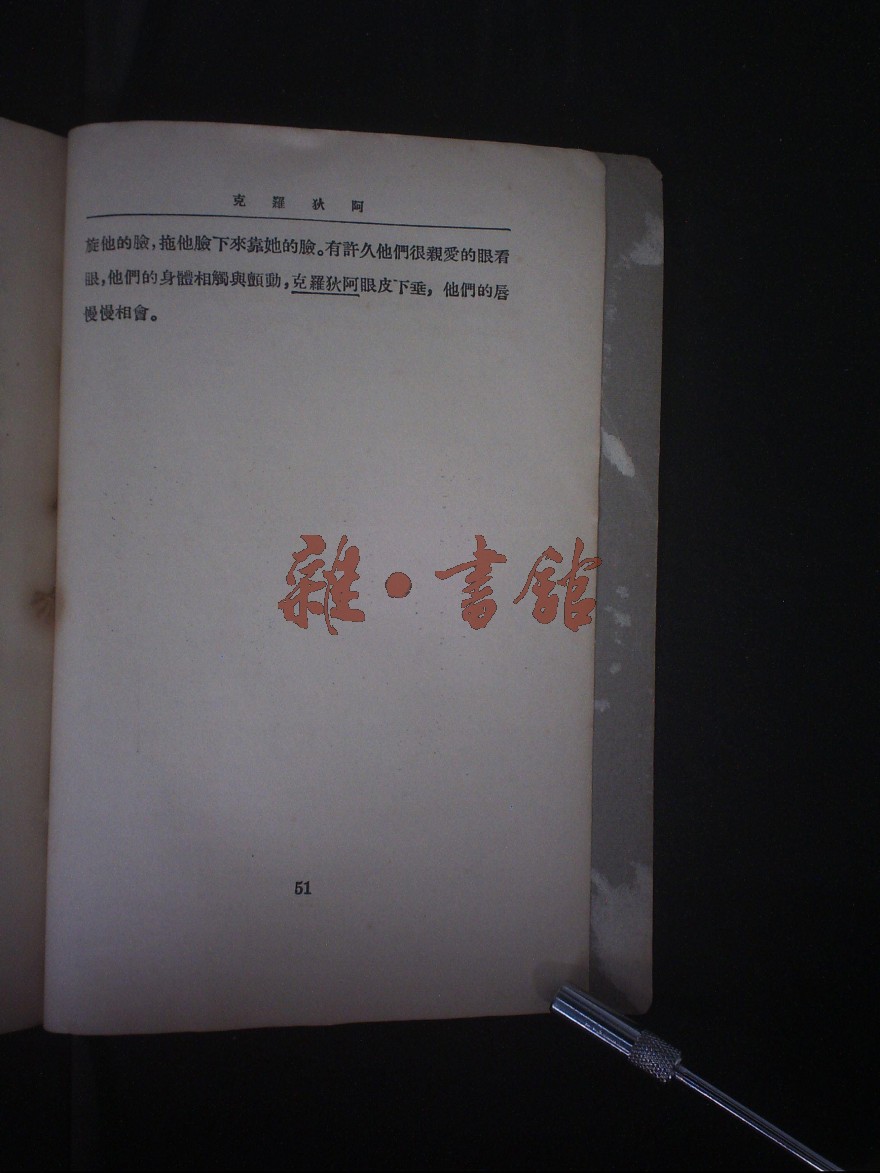 克羅狄阿
旋他的臉,拖他臉下來靠她的臉。有許久他們很親愛的眼看
眼,他們的身體相觸與顫動,克羅狄阿眼皮下垂,他們的唇
慢慢相會。
雜·書館
51